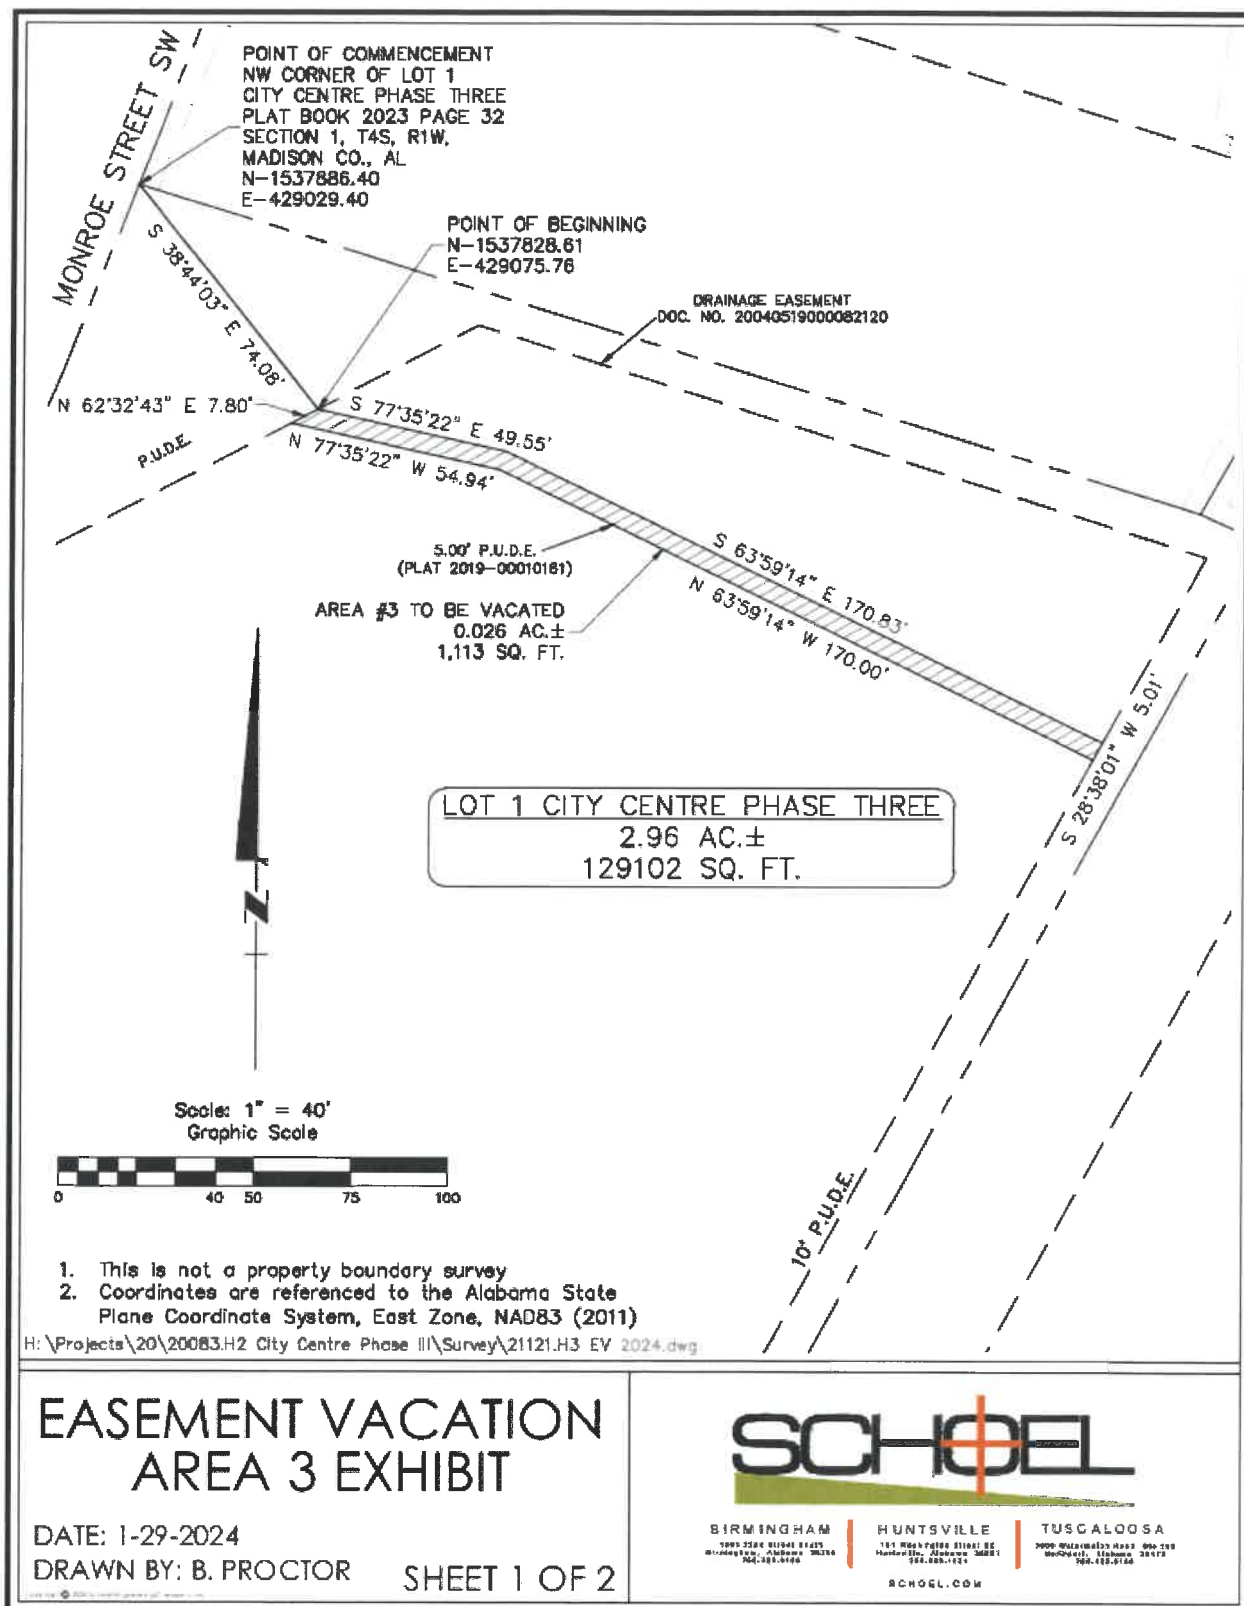 MONROE STREET SW
POINT OF COMMENCEMENT
NW CORNER OF LOT 1
CITY CENTRE PHASE THREE
PLAT BOOK 2023 PAGE 32
SECTION 1, T4S, R1W,
MADISON CO., AL
N-1537886.40
E-429029.40
POINT OF BEGINNING
N-1537828.61
E-429075.76
DRAINAGE EASEMENT
DOC. NO. 20040519000082120
S 38°44'03" E 74.08'
N 62°32'43" E 7.80'
P.U.D.E.
S 77°35'22" E 49.55'
N 77°35'22" W 54.94'
5.00' P.U.D.E.
(PLAT 2019-00010161)
S 63°59'14" E 170.83'
N 63°59'14" W 170.00'
AREA #3 TO BE VACATED
0.026 AC.±
1,113 SQ. FT.
S 28°38'01" W 5.01'
LOT 1 CITY CENTRE PHASE THREE
2.96 AC.±
129102 SQ. FT.
N
Scale: 1" = 40'
Graphic Scale
0 40 50 75 100
10' P.U.D.E.
1. This is not a property boundary survey
2. Coordinates are referenced to the Alabama State
Plane Coordinate System, East Zone, NAD83 (2011)
H:\Projects\20\20083.H2 City Centre Phase III\Survey\21121.H3 EV 2024.dwg
EASEMENT VACATION
AREA 3 EXHIBIT
DATE: 1-29-2024
DRAWN BY: B. PROCTOR
SHEET 1 OF 2
SCHOEL
BIRMINGHAM HUNTSVILLE TUSCALOOSA
SCHOEL.COM